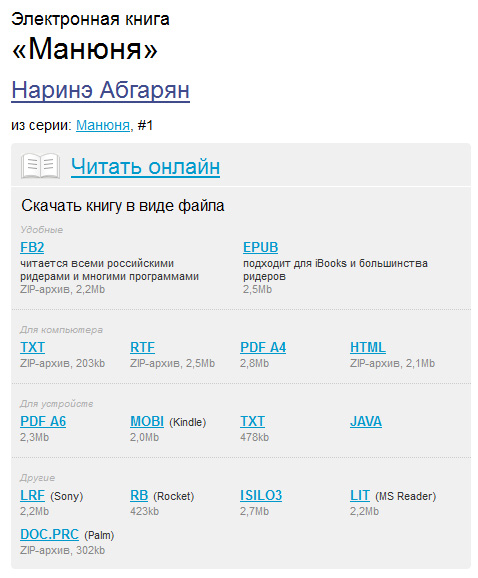 Электронная книга
«Манюня»
Наринэ Абгарян
из серии: Манюня, #1
Читать онлайн
Скачать книгу в виде файла
Удобные
FB2
читается всеми российскими
ридерами и многими программами
ZIP-архив, 2,2Mb
EPUB
подходит для iBooks и большинства
ридеров
2,5Mb
Для компьютера
TXT
ZIP-архив, 203kb
RTF
ZIP-архив, 2,5Mb
PDF A4
2,8Mb
HTML
ZIP-архив, 2,1Mb
Для устройств
PDF A6
2,3Mb
MOBI (Kindle)
2,0Mb
TXT
478kb
JAVA
Другие
LRF (Sony)
2,2Mb
RB (Rocket)
423kb
ISILO3
2,7Mb
LIT (MS Reader)
2,2Mb
DOC.PRC (Palm)
ZIP-архив, 302kb